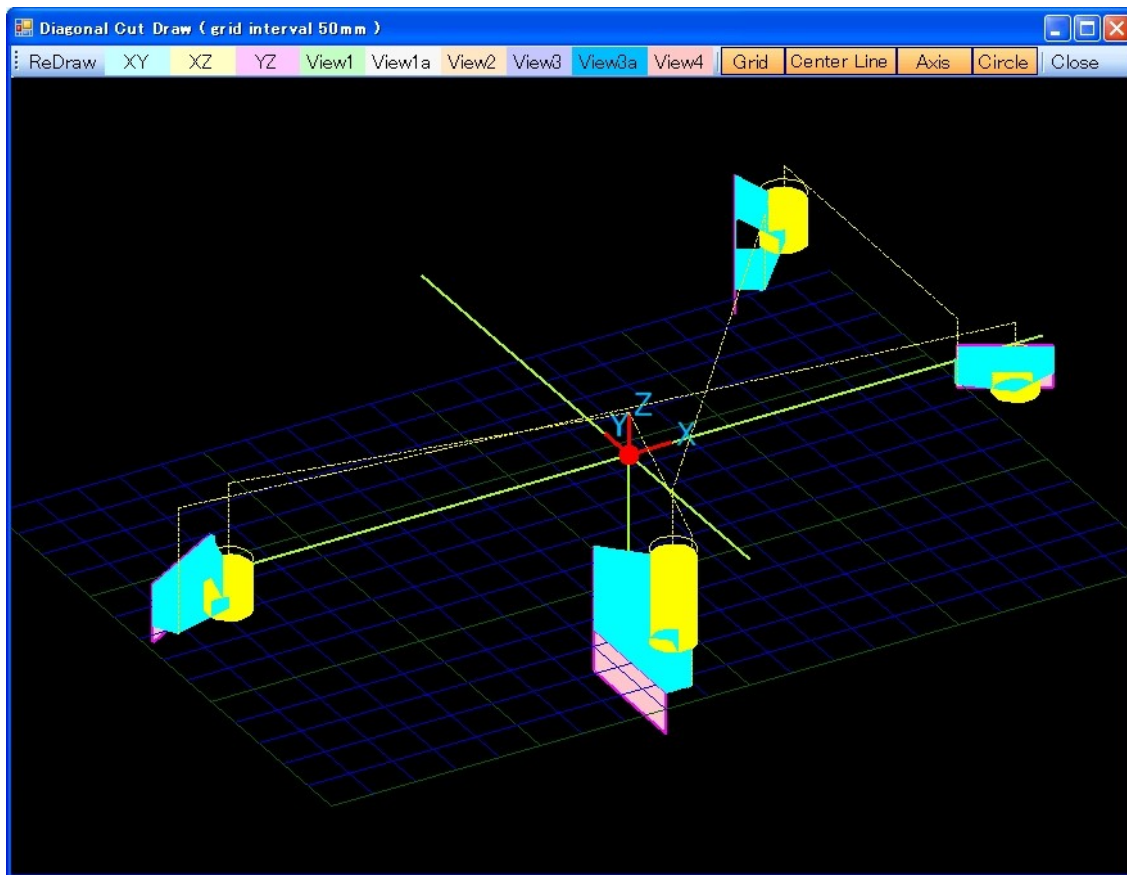 Diagonal Cut Draw ( grid interval 50mm )
ReDraw XY XZ YZ View1 View1a View2 View3 View3a View4 Grid Center Line Axis Circle Close
Z
Y X